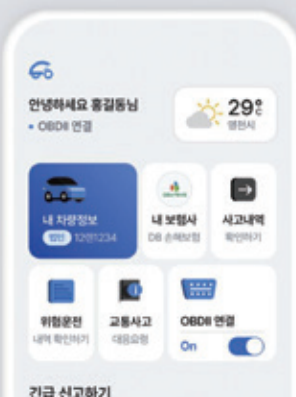 안녕하세요 홍길동님
• OBDII 연결
29°c
영천시
내 차량정보
법인 12만1234
내 보험사
DB 손해보험
사고내역
확인하기
위험운전
내역 확인하기
교통사고
대응요령
OBDII 연결
On
긴급 신고하기